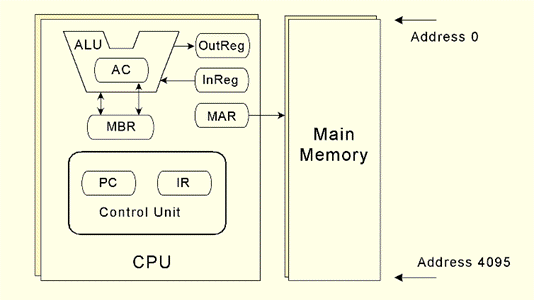 ALU
AC
MBR
OutReg
InReg
MAR
PC
IR
Control Unit
CPU
Main
Memory
Address 0
Address 4095